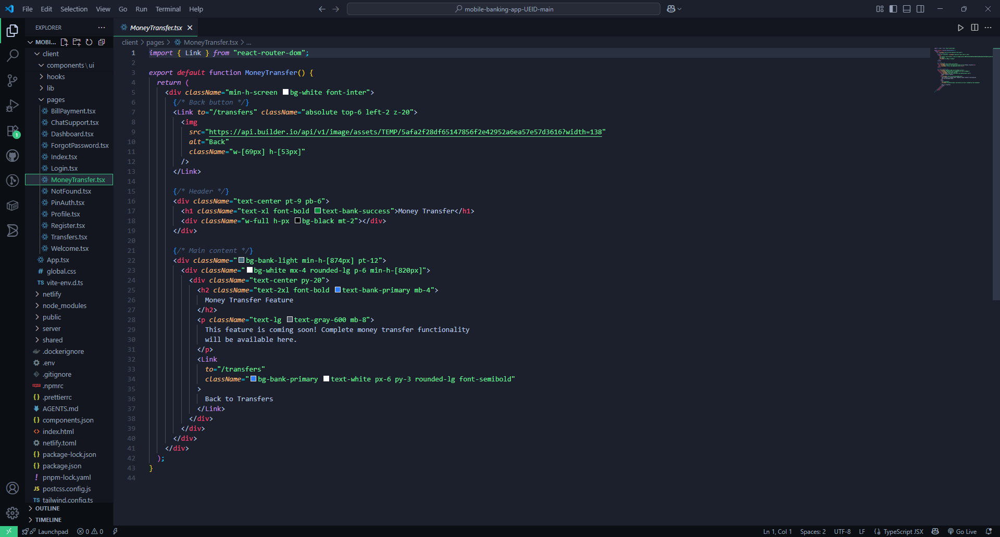 File Edit Selection View Go Run Terminal Help
mobile-banking-app-UEID-main
EXPLORER
MOBI...
client
components\ui
hooks
lib
pages
BillPayment.tsx
ChatSupport.tsx
Dashboard.tsx
ForgotPassword.tsx
Index.tsx
Login.tsx
MoneyTransfer.tsx
NotFound.tsx
PinAuth.tsx
Profile.tsx
Register.tsx
Transfers.tsx
Welcome.tsx
App.tsx
# global.css
TS vite-env.d.ts
netlify
node_modules
public
server
shared
.dockerignore
.env
.gitignore
.npmrc
{} .prettierrc
AGENTS.md
{} components.json
<> index.html
netlify.toml
{} package-lock.json
{} package.json
! pnpm-lock.yaml
JS postcss.config.js
TS tailwind.config.ts
OUTLINE
TIMELINE
1
MoneyTransfer.tsx
client > pages > MoneyTransfer.tsx > ...
1 import { Link } from "react-router-dom";
2
3 export default function MoneyTransfer() {
4 return (
5 <div className="min-h-screen bg-white font-inter">
6 {/* Back button */}
7 <Link to="/transfers" className="absolute top-6 left-2 z-20">
8 <img
9 src="https://api.builder.io/api/v1/image/assets/TEMP/5afa2f28df65147856f2e42952a6ea57e57d3616?width=138"
10 alt="Back"
11 className="w-[69px] h-[53px]"
12 />
13 </Link>
14
15 {/* Header */}
16 <div className="text-center pt-9 pb-6">
17 <h1 className="text-xl font-bold text-bank-success">Money Transfer</h1>
18 <div className="w-full h-px bg-black mt-2"></div>
19 </div>
20
21 {/* Main content */}
22 <div className="bg-bank-light min-h-[874px] pt-12">
23 <div className="bg-white mx-4 rounded-lg p-6 min-h-[820px]">
24 <div className="text-center py-20">
25 <h2 className="text-2xl font-bold text-bank-primary mb-4">
26 Money Transfer Feature
27 </h2>
28 <p className="text-lg text-gray-600 mb-8">
29 This feature is coming soon! Complete money transfer functionality
30 will be available here.
31 </p>
32 <Link
33 to="/transfers"
34 className="bg-bank-primary text-white px-6 py-3 rounded-lg font-semibold"
35 >
36 Back to Transfers
37 </Link>
38 </div>
39 </div>
40 </div>
41 </div>
42 );
43 }
44
Launchpad 0 0 Ln 1, Col 1 Spaces: 2 UTF-8 LF TypeScript JSX Go Live